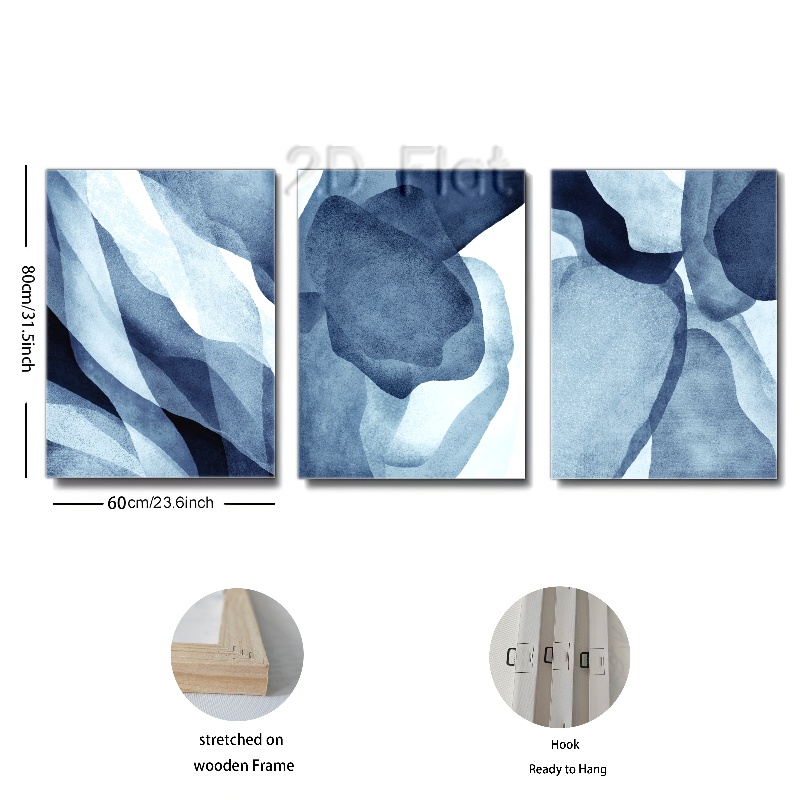 2D Flat
80cm/31.5inch
60cm/23.6inch
stretched on
wooden Frame
Hook
Ready to Hang